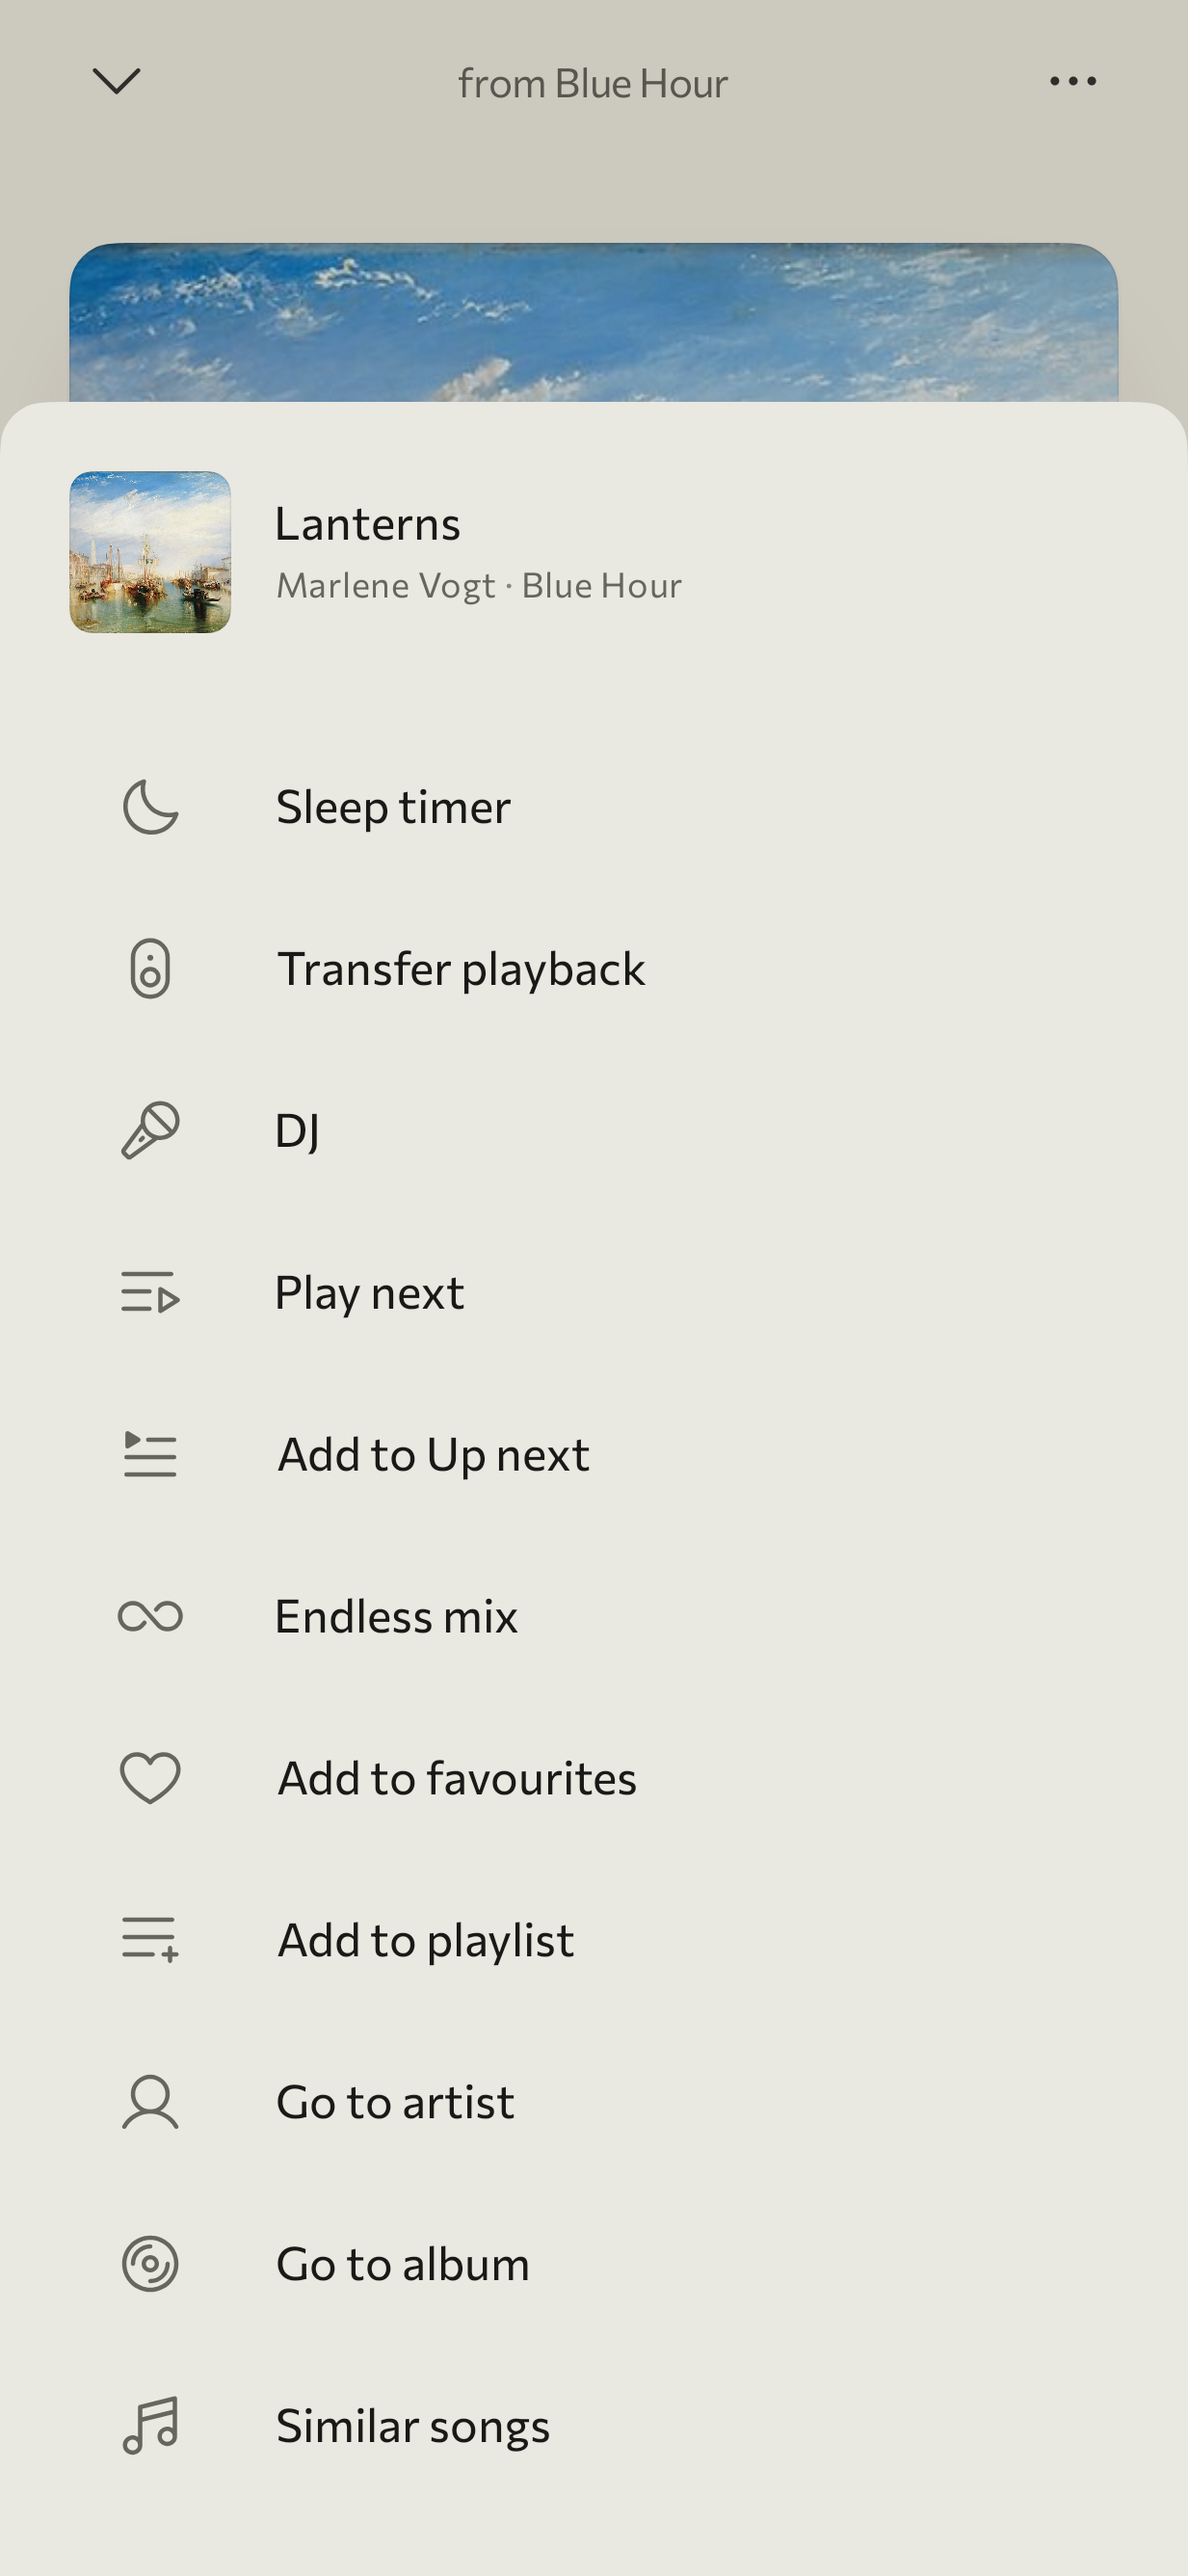 from Blue Hour
Lanterns
Marlene Vogt · Blue Hour
Sleep timer
Transfer playback
DJ
Play next
Add to Up next
Endless mix
Add to favourites
Add to playlist
Go to artist
Go to album
Similar songs